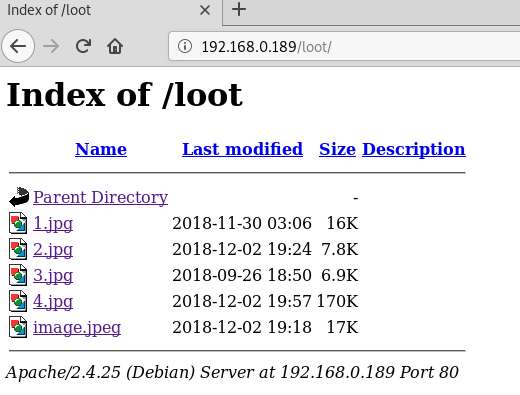 Index of /loot
192.168.0.189/loot/
Index of /loot
Name Last modified Size Description
Parent Directory -
1.jpg 2018-11-30 03:06 16K
2.jpg 2018-12-02 19:24 7.8K
3.jpg 2018-09-26 18:50 6.9K
4.jpg 2018-12-02 19:57 170K
image.jpeg 2018-12-02 19:18 17K
Apache/2.4.25 (Debian) Server at 192.168.0.189 Port 80